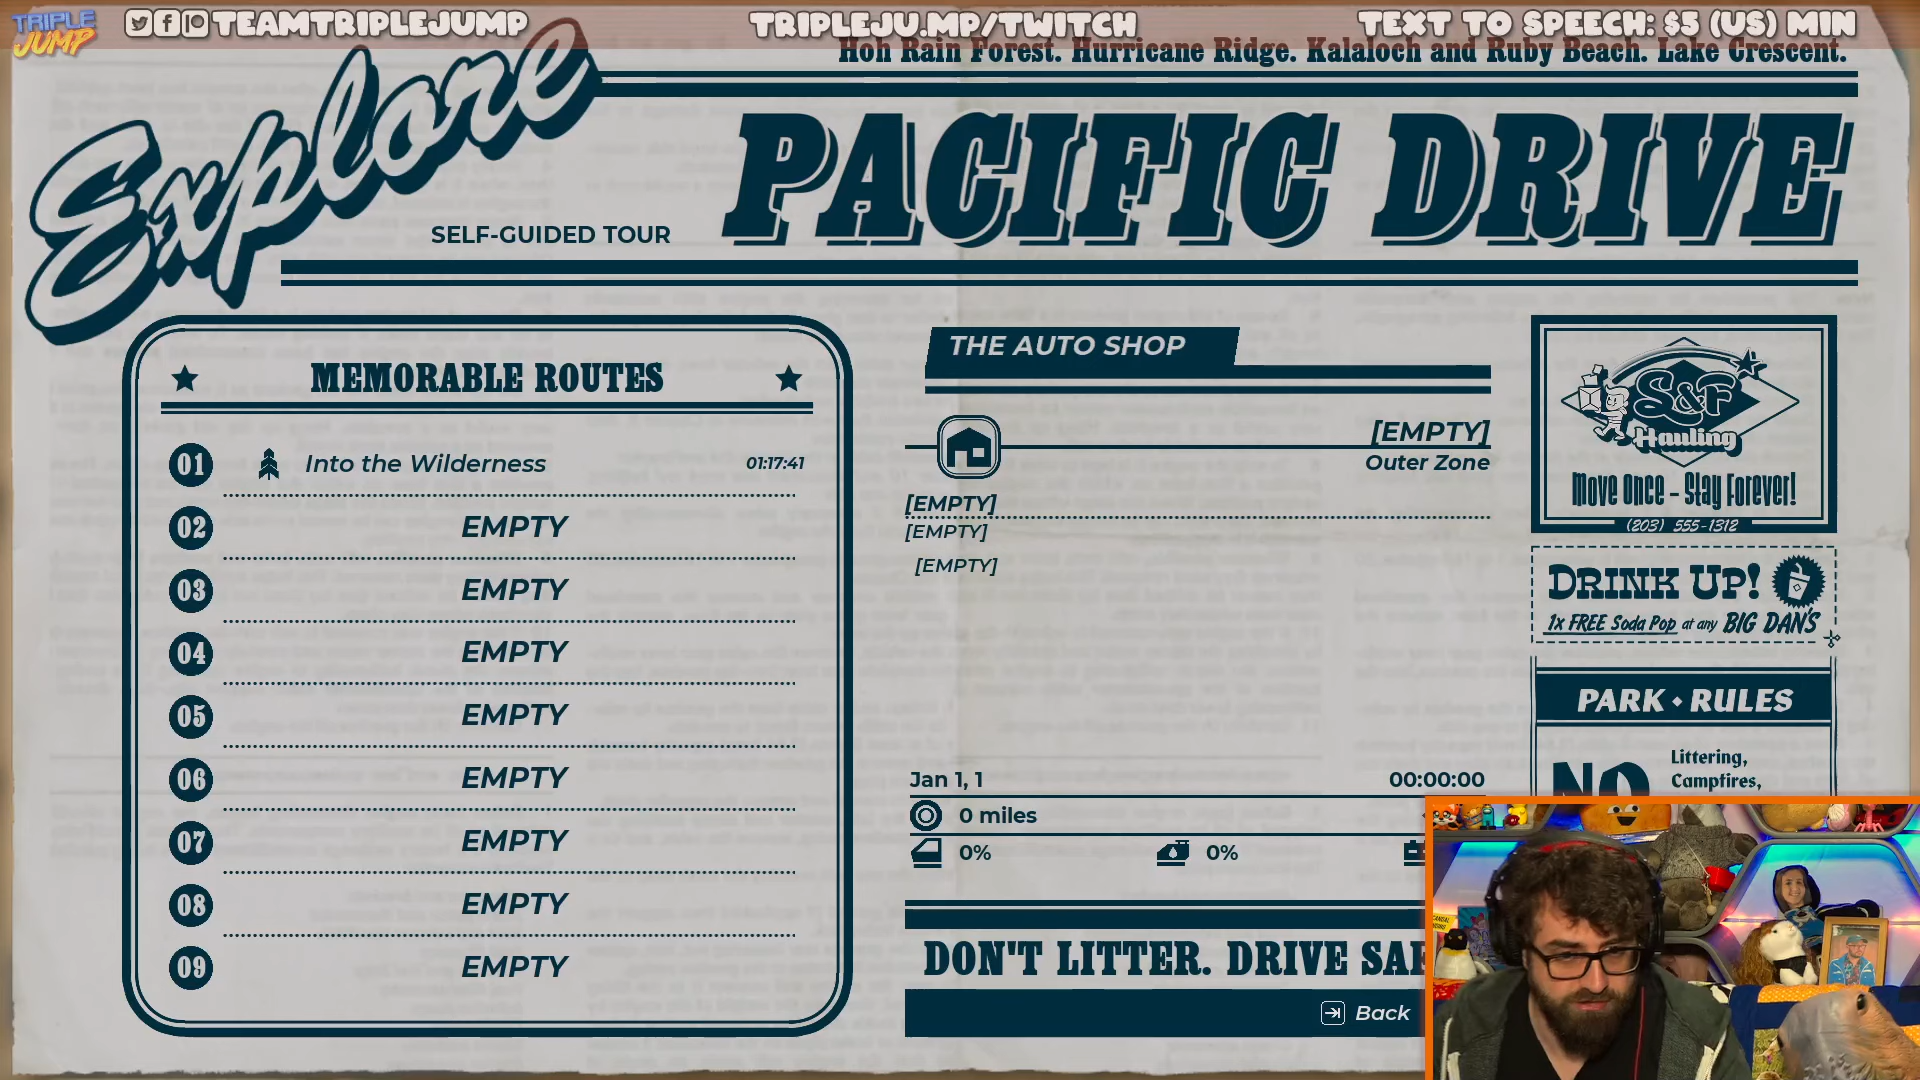 TRIPLE JUMP
TEAMTRIPLEJUMP
TRIPLEJU.MP/TWITCH
TEXT TO SPEECH: $5 (US) MIN
Hoh Rain Forest. Hurricane Ridge. Kalaloch and Ruby Beach. Lake Crescent.
Explore
SELF-GUIDED TOUR
PACIFIC DRIVE
MEMORABLE ROUTES
01 Into the Wilderness 01:17:41
02 EMPTY
03 EMPTY
04 EMPTY
05 EMPTY
06 EMPTY
07 EMPTY
08 EMPTY
09 EMPTY
THE AUTO SHOP
[EMPTY]
Outer Zone
[EMPTY]
[EMPTY]
[EMPTY]
Jan 1, 1 00:00:00
0 miles
0% 0%
DON'T LITTER. DRIVE SAF
Back
S&F
Hauling
Move Once - Stay Forever!
(203) 555-1312
DRINK UP!
1x FREE Soda Pop at any BIG DAN'S
PARK • RULES
NO
Littering,
Campfires,